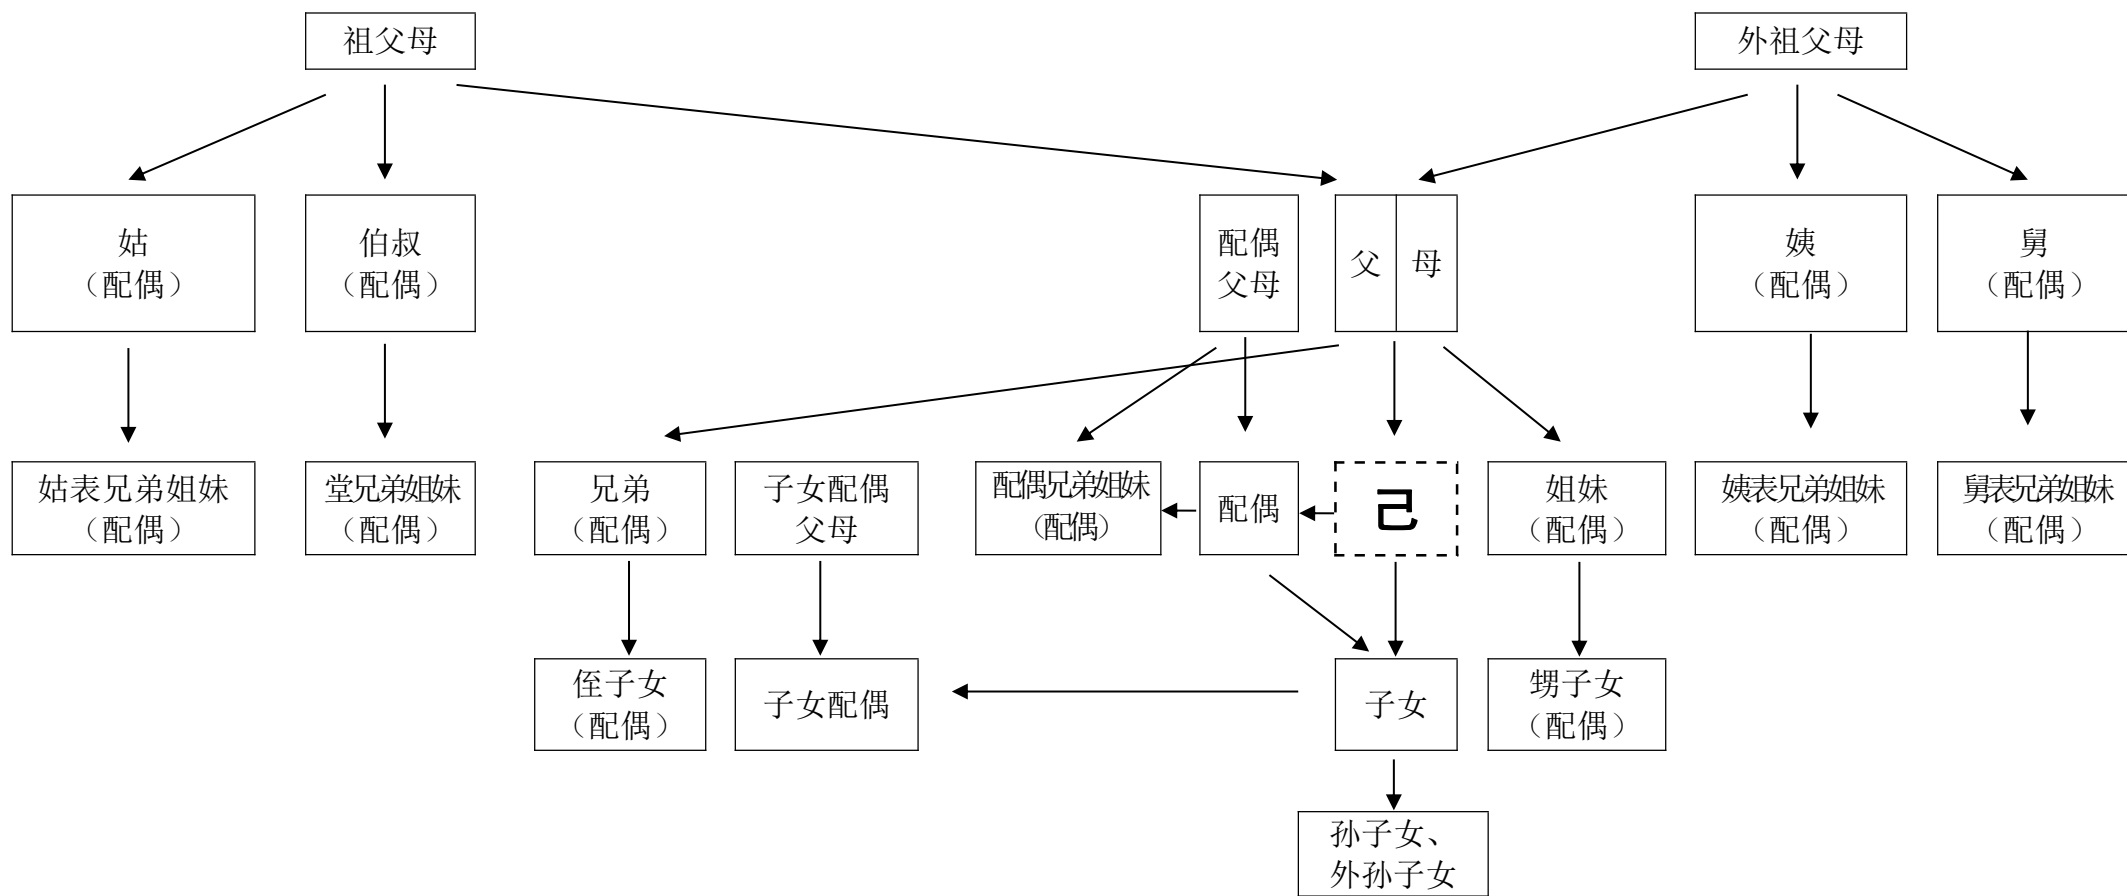 祖父母
外祖父母
姑
（配偶）
伯叔
（配偶）
配偶
父母
父
母
姨
（配偶）
舅
（配偶）
姑表兄弟姐妹
（配偶）
堂兄弟姐妹
（配偶）
兄弟
（配偶）
子女配偶
父母
配偶兄弟姐妹
（配偶）
配偶
己
姐妹
（配偶）
姨表兄弟姐妹
（配偶）
舅表兄弟姐妹
（配偶）
侄子女
（配偶）
子女配偶
子女
甥子女
（配偶）
孙子女、
外孙子女